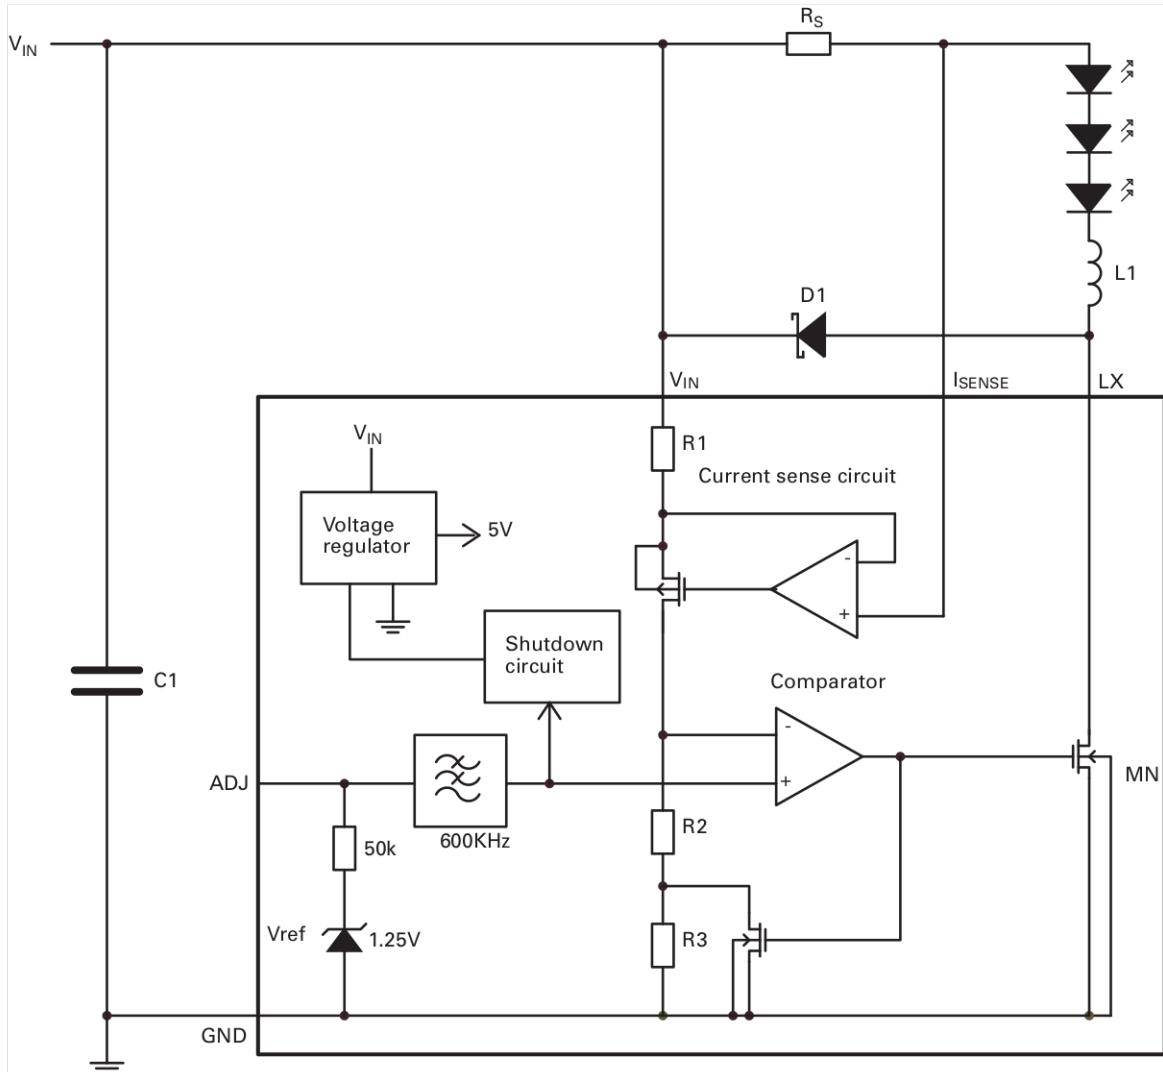 RS
VIN
L1
D1
VIN
ISENSE
LX
VIN
R1
Current sense circuit
Voltage
regulator
5V
-
+
Shutdown
circuit
C1
Comparator
-
ADJ
+
MN
600KHz
50k
R2
Vref
1.25V
R3
GND